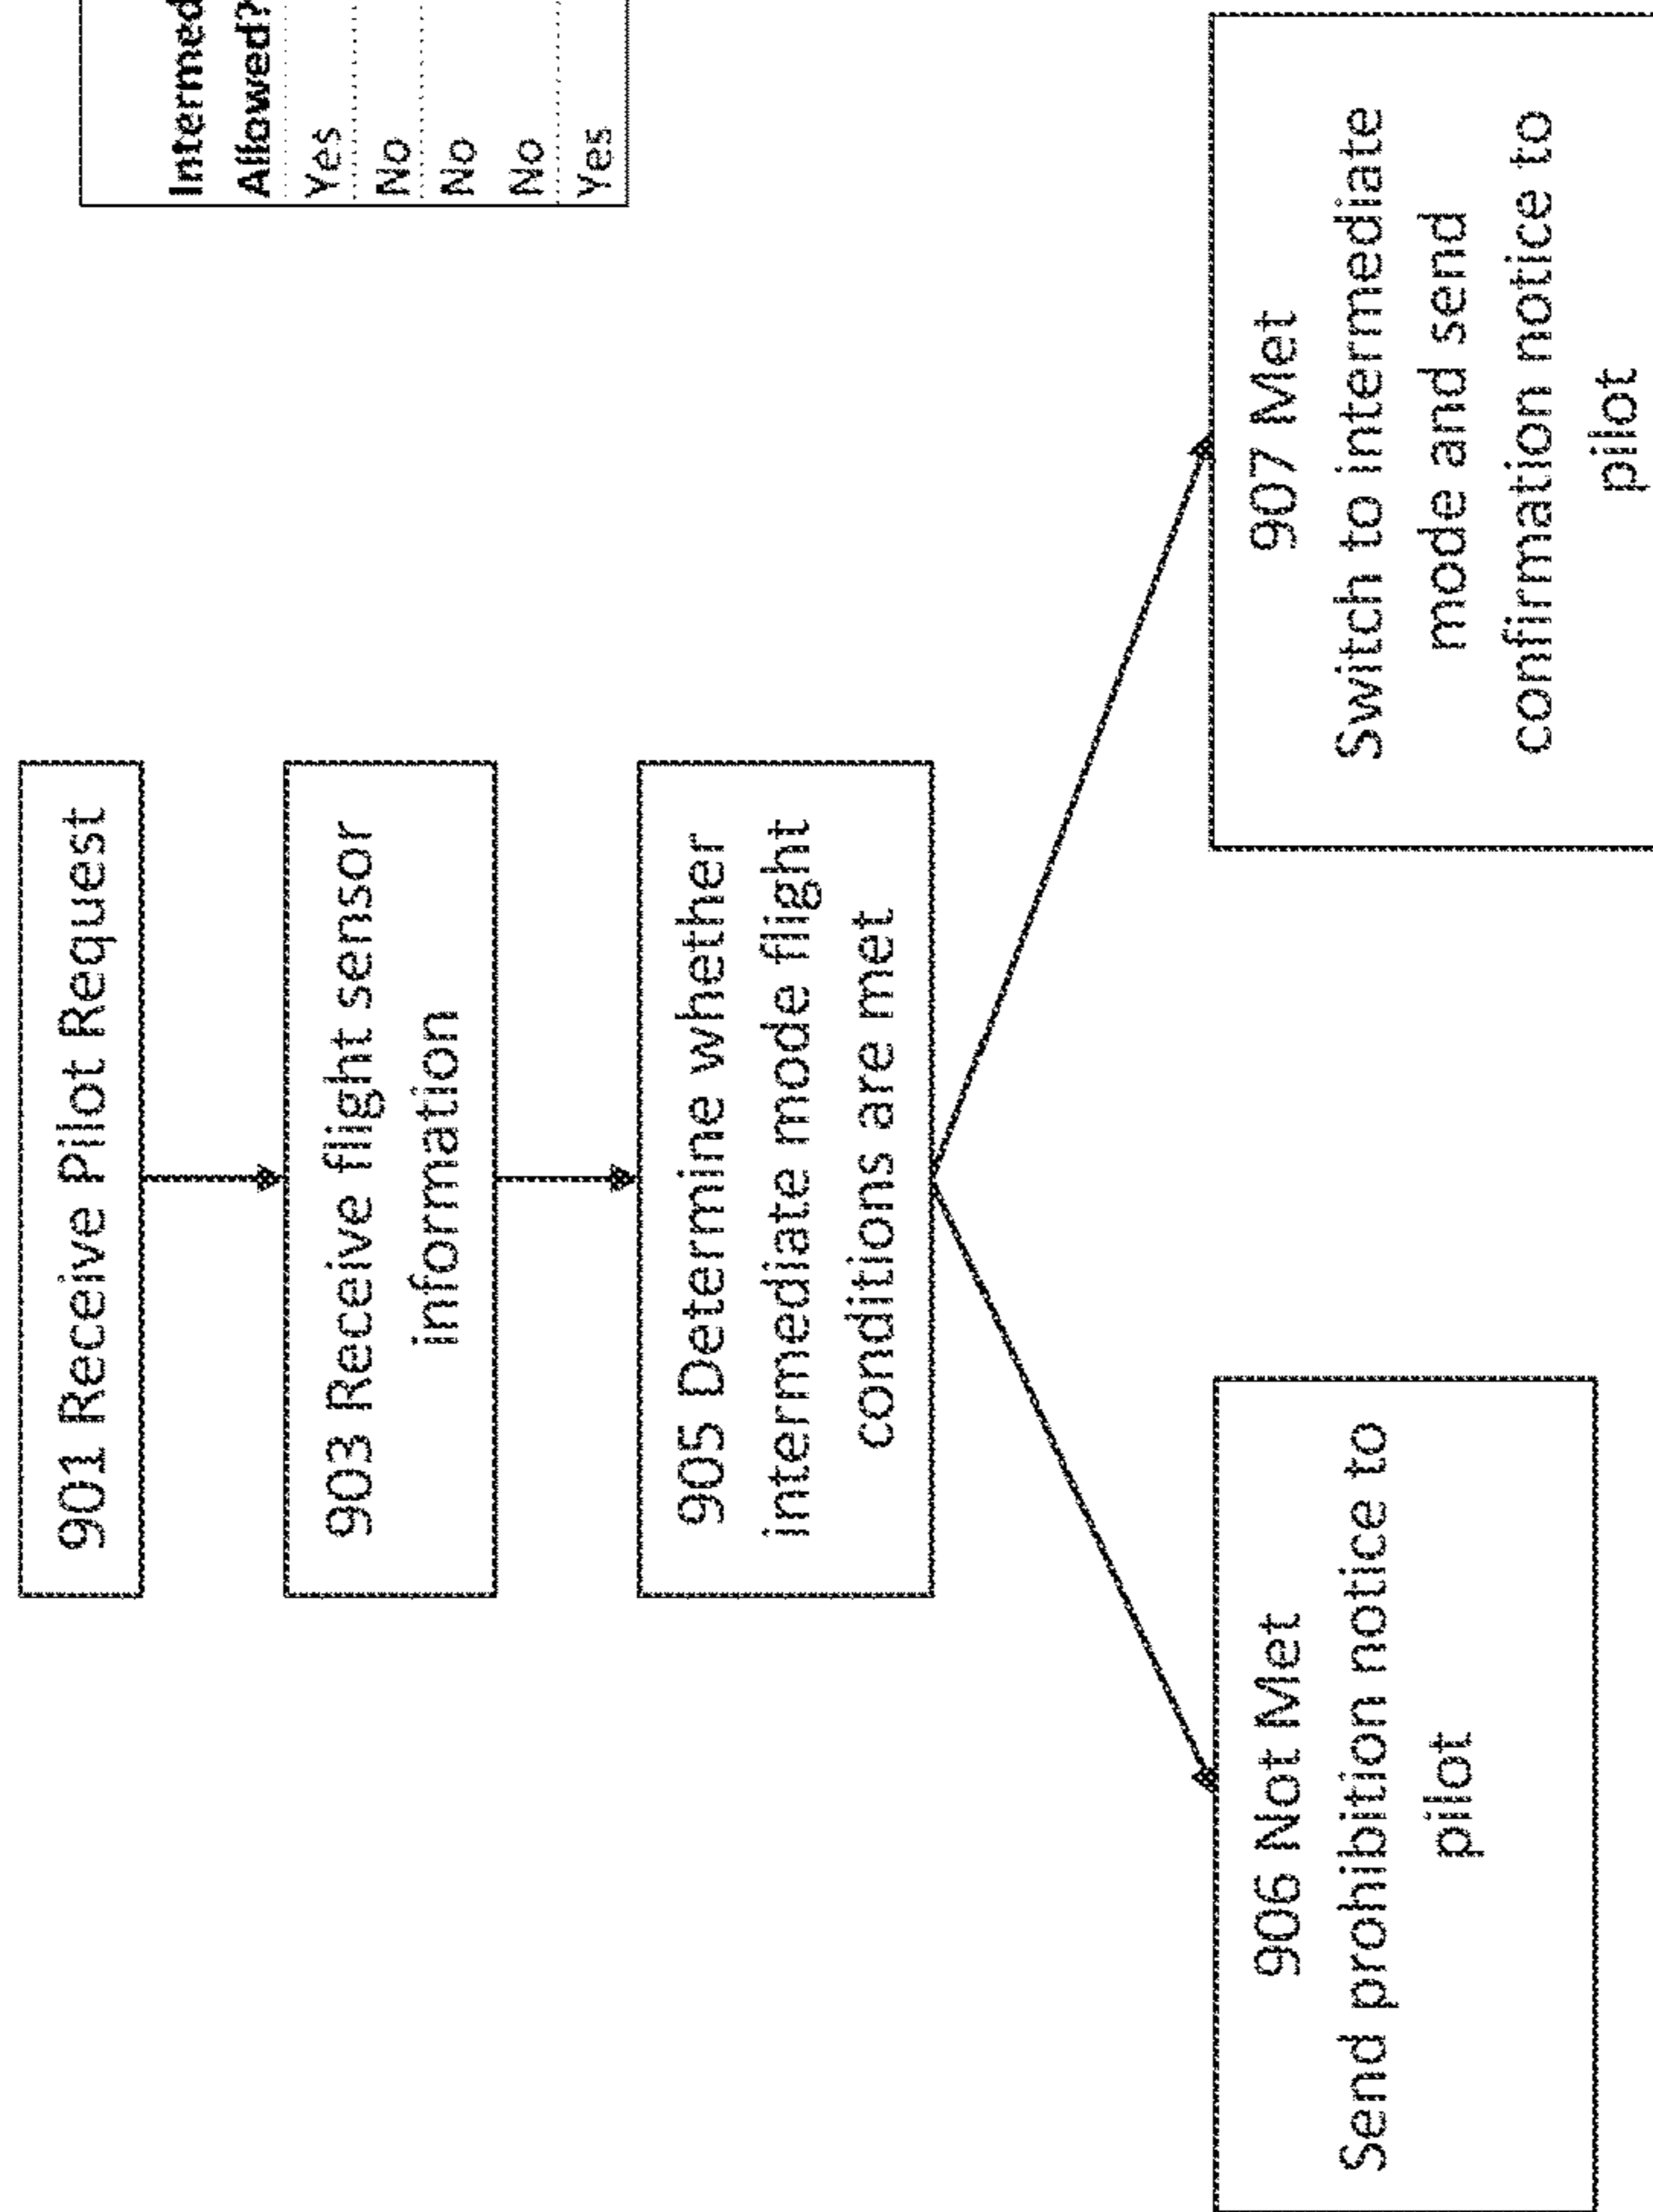 901 Receive Pilot Request
903 Receive flight sensor
information
905 Determine whether
intermediate mode flight
conditions are met
906 Not Met
Send prohibition notice to
pilot
907 Met
Switch to intermediate
mode and send
confirmation notice to
pilot
Intermed
Allowed?
Yes
No
No
No
Yes